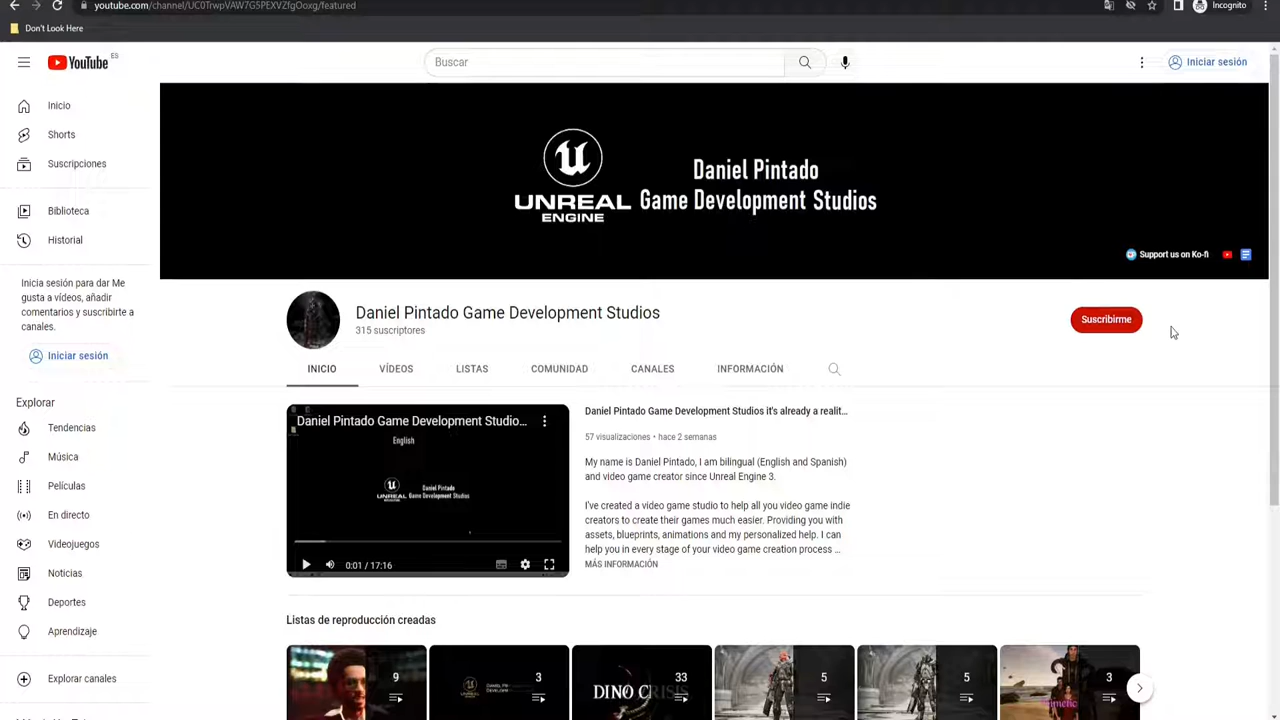 youtube.com/channel/UC0TrwpVAW7G5PEXVZfgOoxg/featured
Incognito
Don't Look Here
YouTube ES
Buscar
Iniciar sesión
Inicio
Shorts
Suscripciones
Biblioteca
Historial
Inicia sesión para dar Me
gusta a vídeos, añadir
comentarios y suscribirte a
canales.
Iniciar sesión
Explorar
Tendencias
Música
Películas
En directo
Videojuegos
Noticias
Deportes
Aprendizaje
Explorar canales
UNREAL
ENGINE
Daniel Pintado
Game Development Studios
Support us on Ko-fi
Daniel Pintado Game Development Studios
315 suscriptores
Suscribirme
INICIO
VÍDEOS
LISTAS
COMUNIDAD
CANALES
INFORMACIÓN
Daniel Pintado Game Development Studio...
English
Daniel Pintado
Game Development Studios
0:01 / 17:16
Daniel Pintado Game Development Studios it's already a realit...
57 visualizaciones • hace 2 semanas
My name is Daniel Pintado, I am bilingual (English and Spanish)
and video game creator since Unreal Engine 3.
I've created a video game studio to help all you video game indie
creators to create their games much easier. Providing you with
assets, blueprints, animations and my personalized help. I can
help you in every stage of your video game creation process ...
MÁS INFORMACIÓN
Listas de reproducción creadas
9
3
DINO CRISIS
33
5
5
3